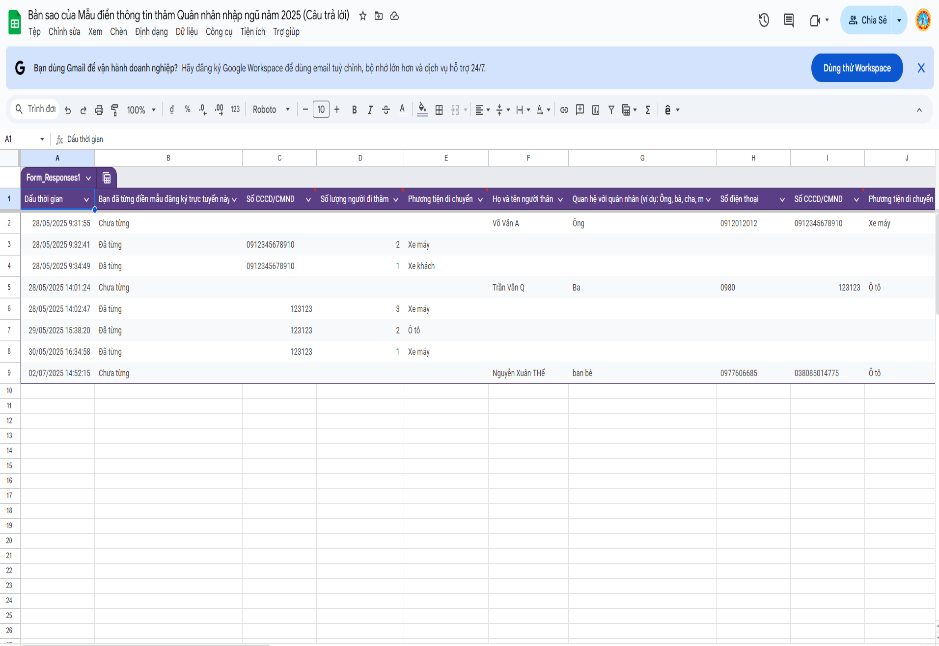 Bản sao của Mẫu điền thông tin thăm Quân nhân nhập ngũ năm 2025 (Câu trả lời)
Tệp Chỉnh sửa Xem Chèn Định dạng Dữ liệu Công cụ Tiện ích Trợ giúp
Chia Sẻ
Bạn dùng Gmail để vận hành doanh nghiệp? Hãy đăng ký Google Workspace để dùng email tuỳ chỉnh, bộ nhớ lớn hơn và dịch vụ hỗ trợ 24/7.
Dùng thử Workspace
Trình đơn 100% đ % .0 .00 123 Roboto 10 B I A
A1 Dấu thời gian
A B C D E F G H I J
Form_Responses1
1 Dấu thời gian Bạn đã từng điền mẫu đăng ký trực tuyến này Số CCCD/CMND Số lượng người đi thăm Phương tiện di chuyển Họ và tên người thân Quan hệ với quân nhân (ví dụ: Ông, bà, cha, m Số điện thoại Số CCCD/CMND Phương tiện di chuyển
2 28/05/2025 9:31:55 Chưa từng Võ Văn A Ông 0912012012 0912345678910 Xe máy
3 28/05/2025 9:32:41 Đã từng 0912345678910 2 Xe máy
4 28/05/2025 9:34:49 Đã từng 0912345678910 1 Xe khách
5 28/05/2025 14:01:24 Chưa từng Trần Văn Q Ba 0980 123123 Ô tô
6 28/05/2025 14:02:47 Đã từng 123123 3 Xe máy
7 29/05/2025 15:38:20 Đã từng 123123 2 Ô tô
8 30/05/2025 16:34:58 Đã từng 123123 1 Xe máy
9 02/07/2025 14:52:15 Chưa từng Nguyễn Xuân THế ban bè 0977606685 038085014775 Ô tô
10
11
12
13
14
15
16
17
18
19
20
21
22
23
24
25
26